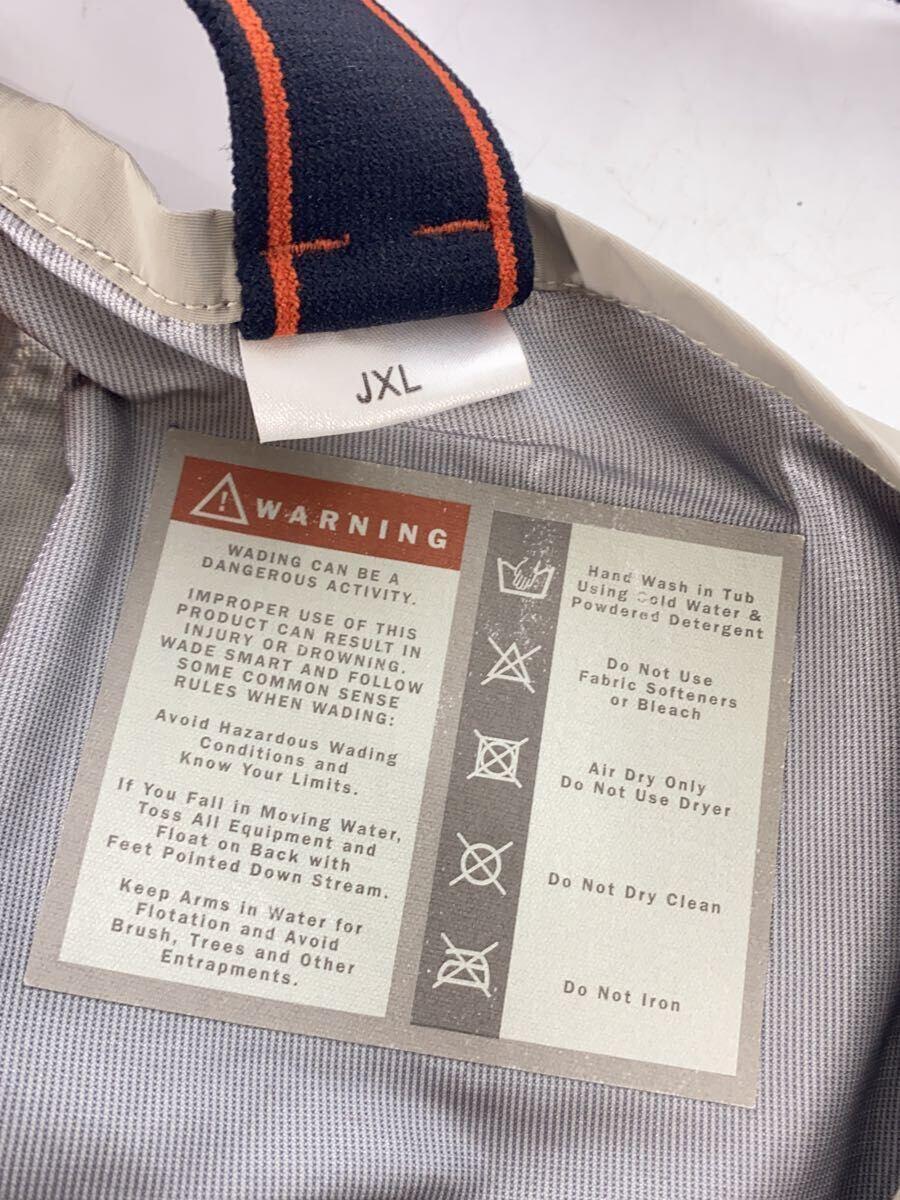 JXL
WARNING
WADING CAN BE A
DANGEROUS ACTIVITY.
IMPROPER USE OF THIS
PRODUCT CAN RESULT IN
INJURY OR DROWNING.
WADE SMART AND FOLLOW
SOME COMMON SENSE
RULES WHEN WADING:
Avoid Hazardous Wading
Conditions and
Know Your Limits.
If You Fall in Moving Water,
Toss All Equipment and
Float on Back with
Feet Pointed Down Stream.
Keep Arms in Water for
Flotation and Avoid
Brush, Trees and Other
Entrapments.
Hand Wash in Tub
Using Cold Water &
Powdered Detergent
Do Not Use
Fabric Softeners
or Bleach
Air Dry Only
Do Not Use Dryer
Do Not Dry Clean
Do Not Iron